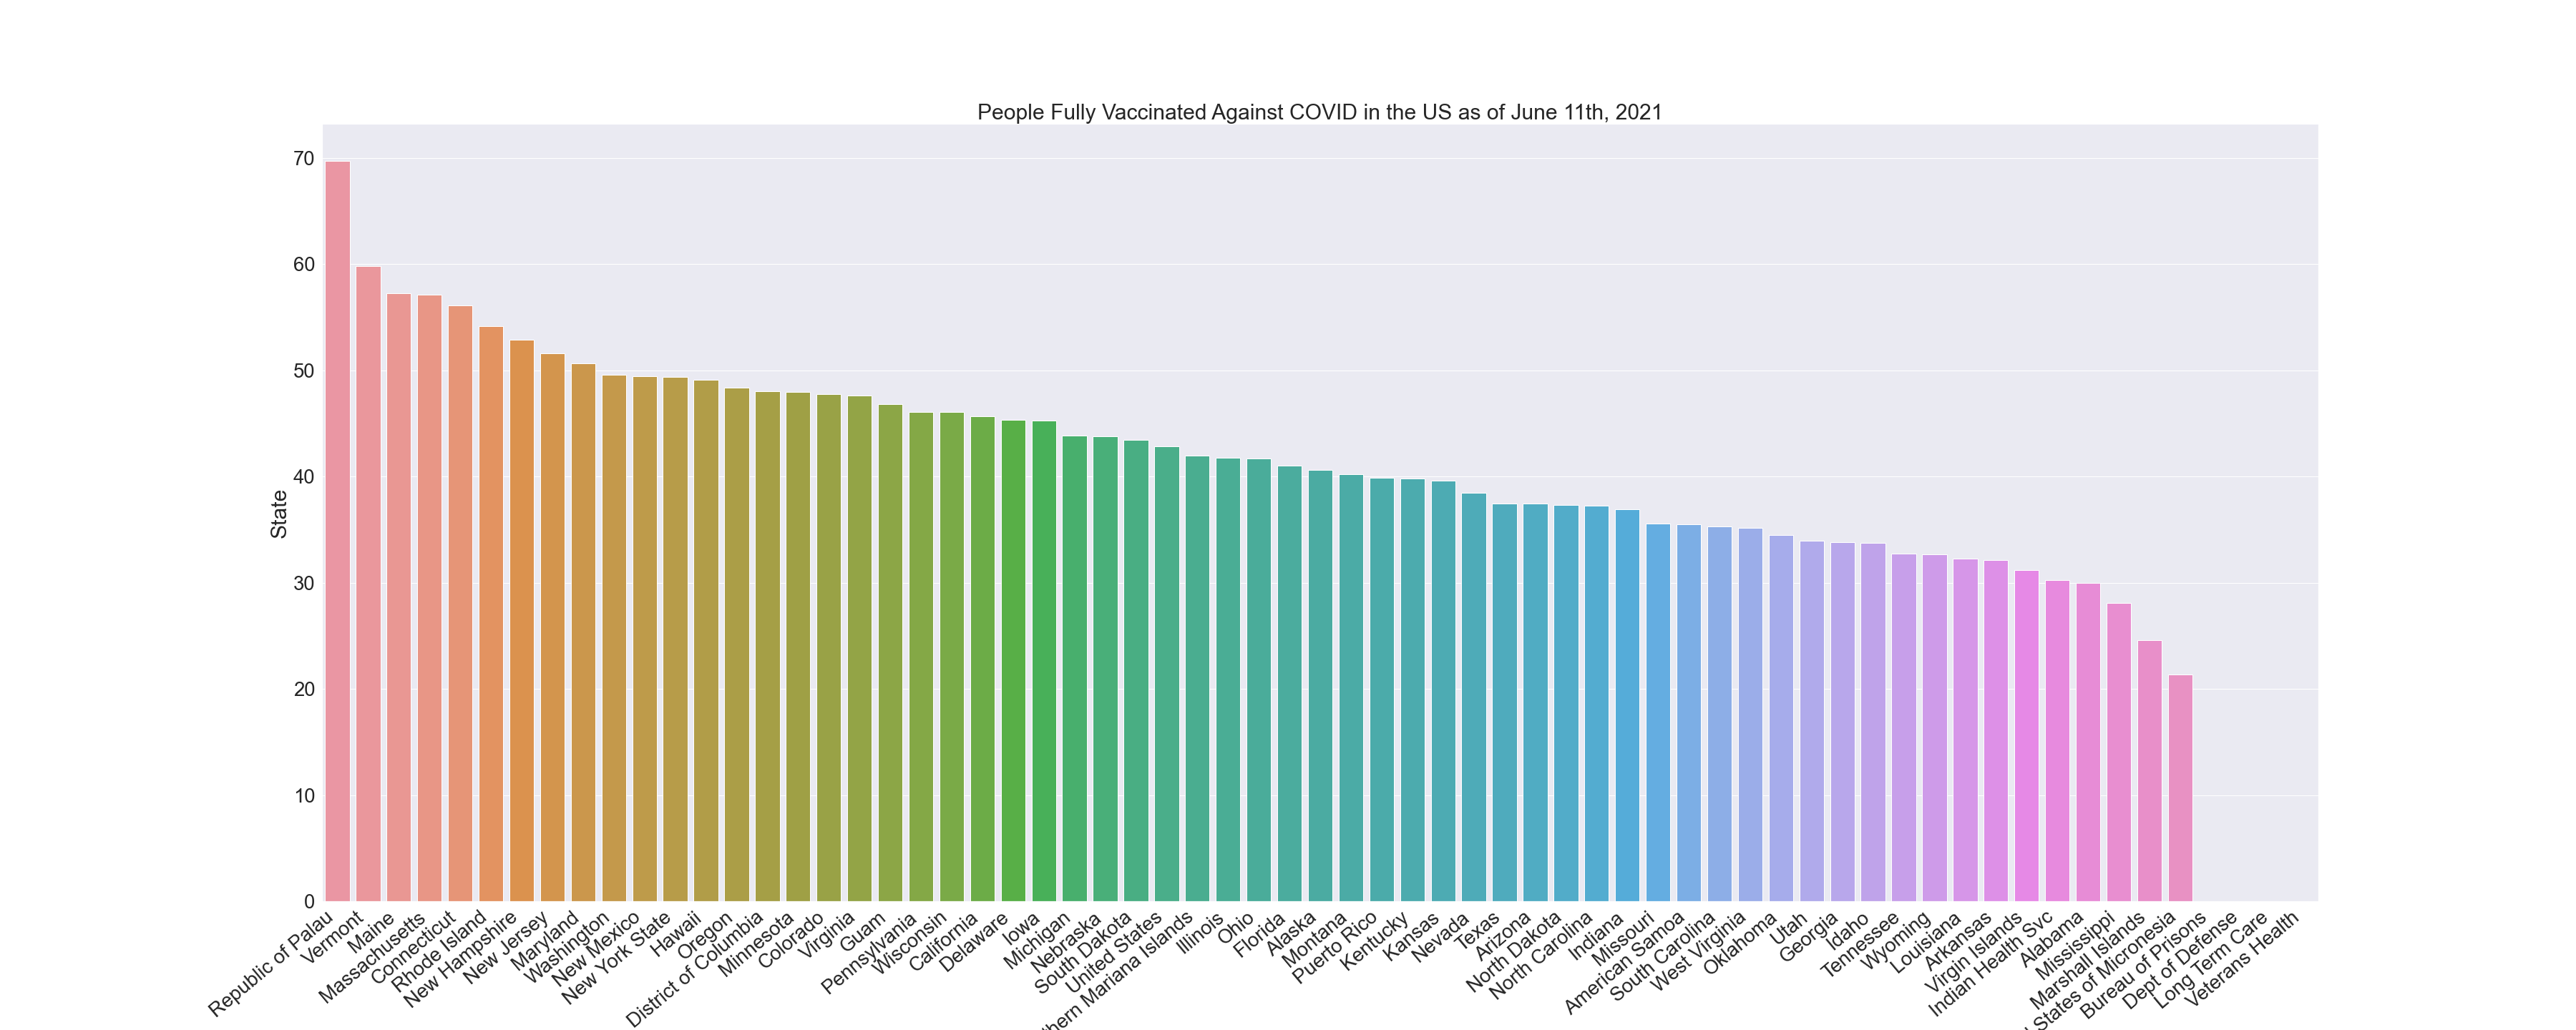 People Fully Vaccinated Against COVID in the US as of June 11th, 2021
70
60
50
40
30
20
10
0
State
Republic of Palau
Vermont
Maine
Massachusetts
Connecticut
Rhode Island
New Hampshire
New Jersey
Maryland
Washington
New Mexico
New York State
Hawaii
Oregon
District of Columbia
Minnesota
Colorado
Virginia
Guam
Pennsylvania
Wisconsin
California
Delaware
Iowa
Michigan
Nebraska
South Dakota
United States
Mariana Islands
Illinois
Ohio
Florida
Alaska
Montana
Puerto Rico
Kentucky
Kansas
Nevada
Texas
Arizona
North Dakota
North Carolina
Indiana
Missouri
American Samoa
South Carolina
West Virginia
Oklahoma
Utah
Georgia
Idaho
Tennessee
Wyoming
Louisiana
Arkansas
Virgin Islands
Indian Health Svc
Alabama
Mississippi
Marshall Islands
States of Micronesia
Bureau of Prisons
Dept of Defense
Long Term Care
Veterans Health